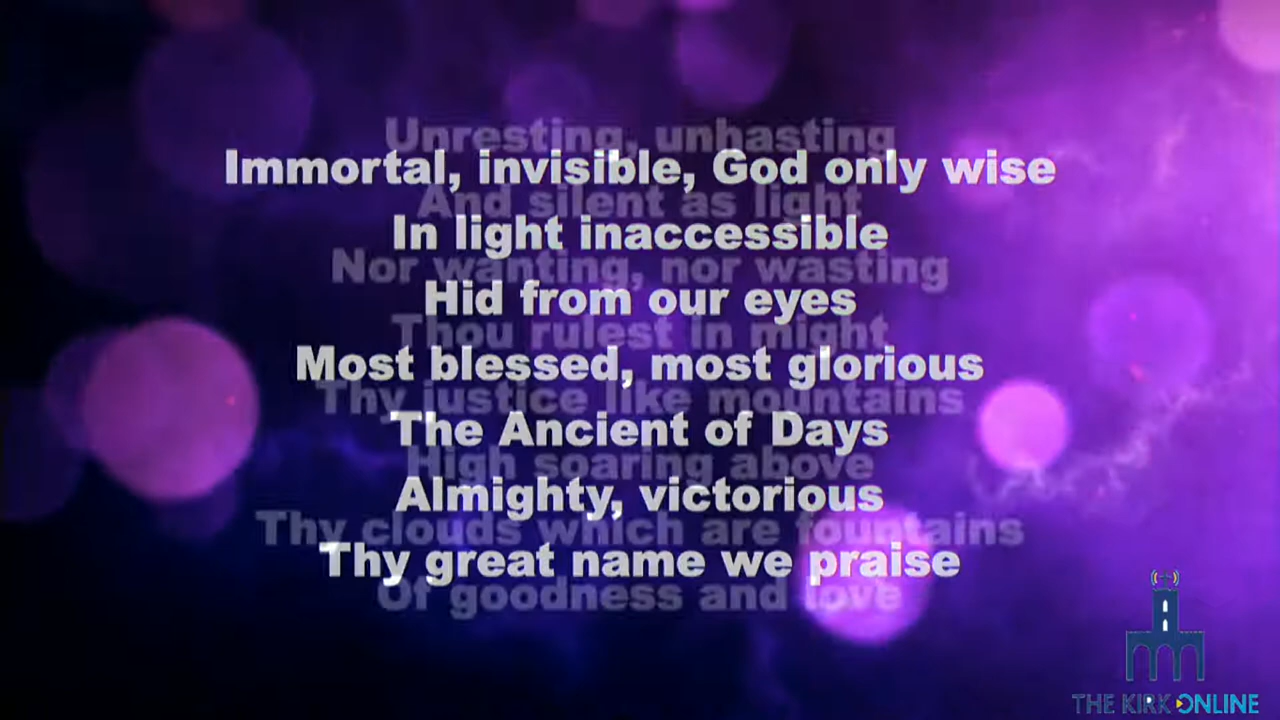 Unresting, unhasting
Immortal, invisible, God only wise
And silent as light
In light inaccessible
Nor wanting, nor wasting
Hid from our eyes
Thou rulest in might
Most blessed, most glorious
Thy justice like mountains
The Ancient of Days
High soaring above
Almighty, victorious
Thy clouds which are fountains
Thy great name we praise
Of goodness and love
THE KIRK ONLINE